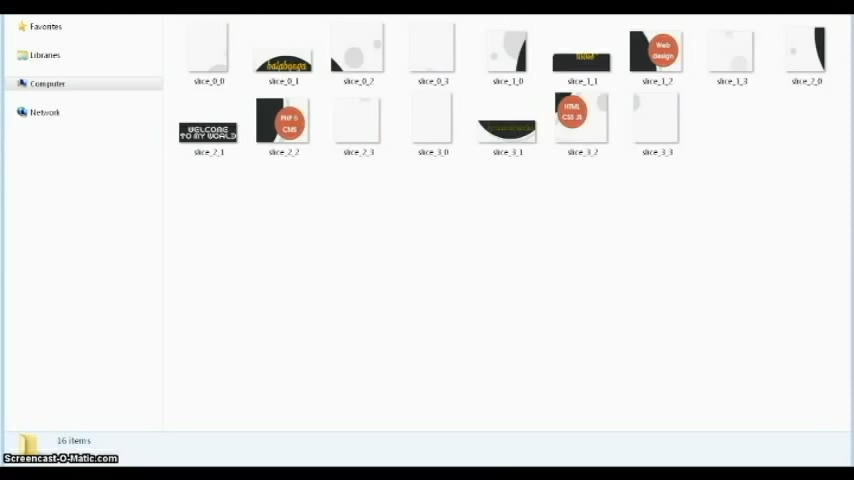 Favorites
Libraries
Computer
Network
slice_0_0
slice_0_1
slice_0_2
slice_0_3
slice_1_0
slice_1_1
slice_1_2
slice_1_3
slice_2_0
Web
design
WELCOME
TO MY WORLD
PHP &
CMS
HTML
CSS JS
slice_2_1
slice_2_2
slice_2_3
slice_3_0
slice_3_1
slice_3_2
slice_3_3
16 items
Screencast-O-Matic.com